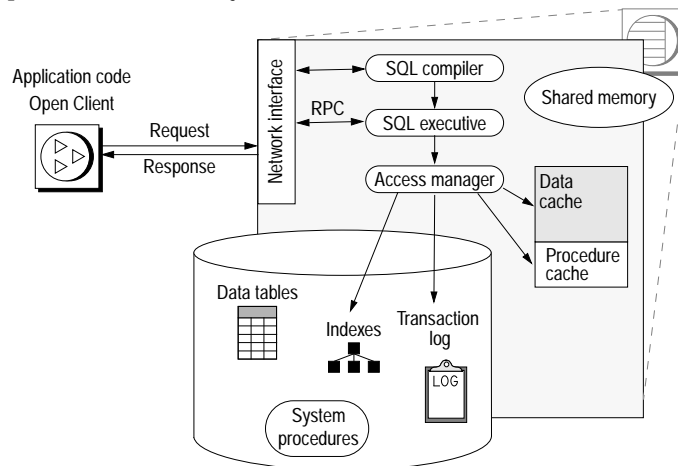 Application code
Open Client
Request
Response
Network interface
RPC
SQL compiler
SQL executive
Access manager
Shared memory
Data
cache
Procedure
cache
Data tables
Indexes
Transaction
log
LOG
System
procedures